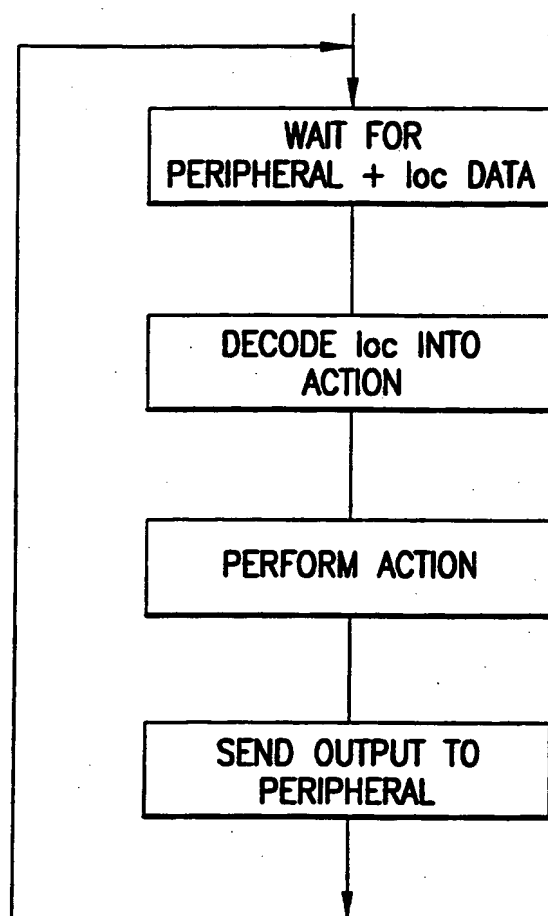 WAIT FOR
PERIPHERAL + loc DATA
DECODE loc INTO
ACTION
PERFORM ACTION
SEND OUTPUT TO
PERIPHERAL